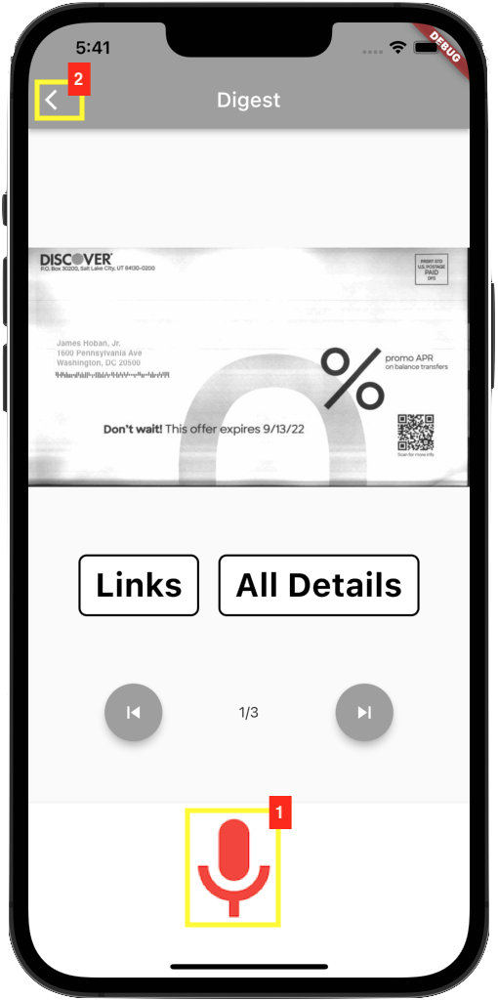 5:41
DEBUG
2
Digest
DISCOVER
P.O. Box 30200, Salt Lake City, UT 84130-0200
PRSRT STD
U.S. POSTAGE
PAID
DFS
James Hoban, Jr.
1600 Pennsylvania Ave
Washington, DC 20500
0%
promo APR
on balance transfers
Don't wait! This offer expires 9/13/22
Scan for more info
Links
All Details
1/3
1